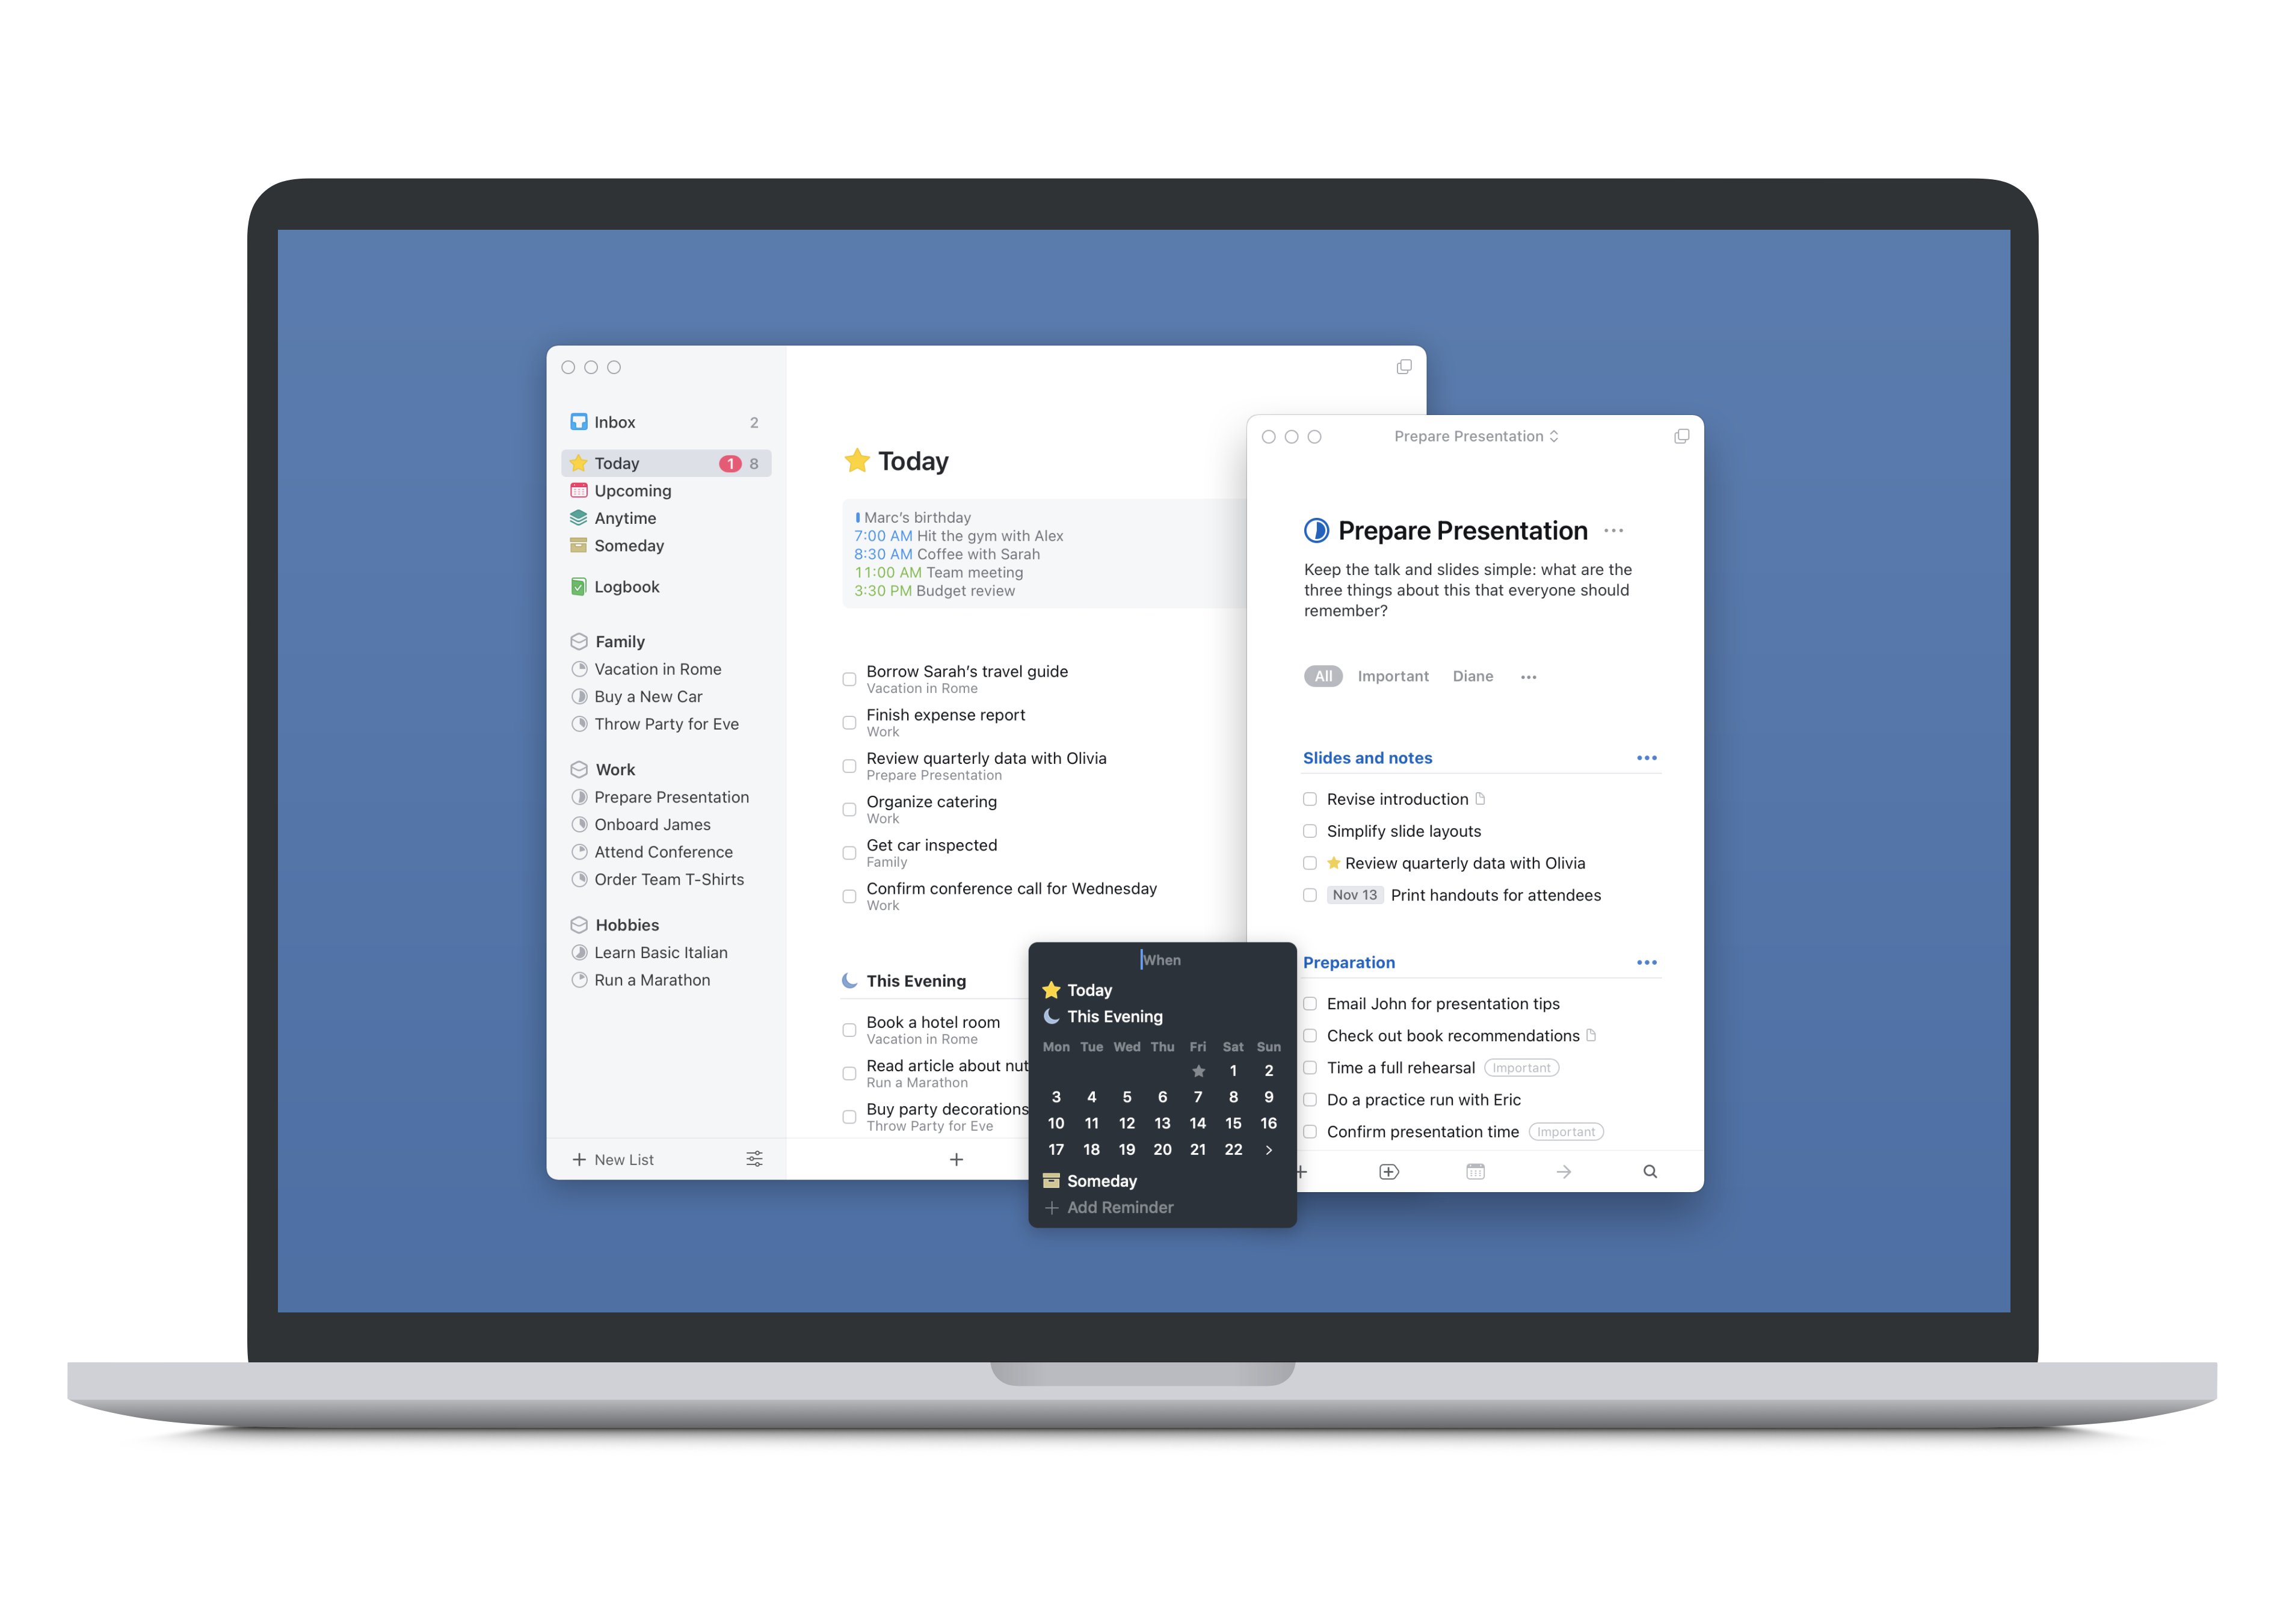 Inbox 2
Today 1 8
Upcoming
Anytime
Someday
Logbook
Family
Vacation in Rome
Buy a New Car
Throw Party for Eve
Work
Prepare Presentation
Onboard James
Attend Conference
Order Team T-Shirts
Hobbies
Learn Basic Italian
Run a Marathon
New List
Today
Marc's birthday
7:00 AM Hit the gym with Alex
8:30 AM Coffee with Sarah
11:00 AM Team meeting
3:30 PM Budget review
Borrow Sarah's travel guide
Vacation in Rome
Finish expense report
Work
Review quarterly data with Olivia
Prepare Presentation
Organize catering
Work
Get car inspected
Family
Confirm conference call for Wednesday
Work
This Evening
Book a hotel room
Vacation in Rome
Read article about nut
Run a Marathon
Buy party decorations
Throw Party for Eve
When
Today
This Evening
Mon Tue Wed Thu Fri Sat Sun
1 2
3 4 5 6 7 8 9
10 11 12 13 14 15 16
17 18 19 20 21 22
Someday
Add Reminder
Prepare Presentation
Prepare Presentation
Keep the talk and slides simple: what are the
three things about this that everyone should
remember?
All Important Diane
Slides and notes
Revise introduction
Simplify slide layouts
Review quarterly data with Olivia
Nov 13 Print handouts for attendees
Preparation
Email John for presentation tips
Check out book recommendations
Time a full rehearsal Important
Do a practice run with Eric
Confirm presentation time Important